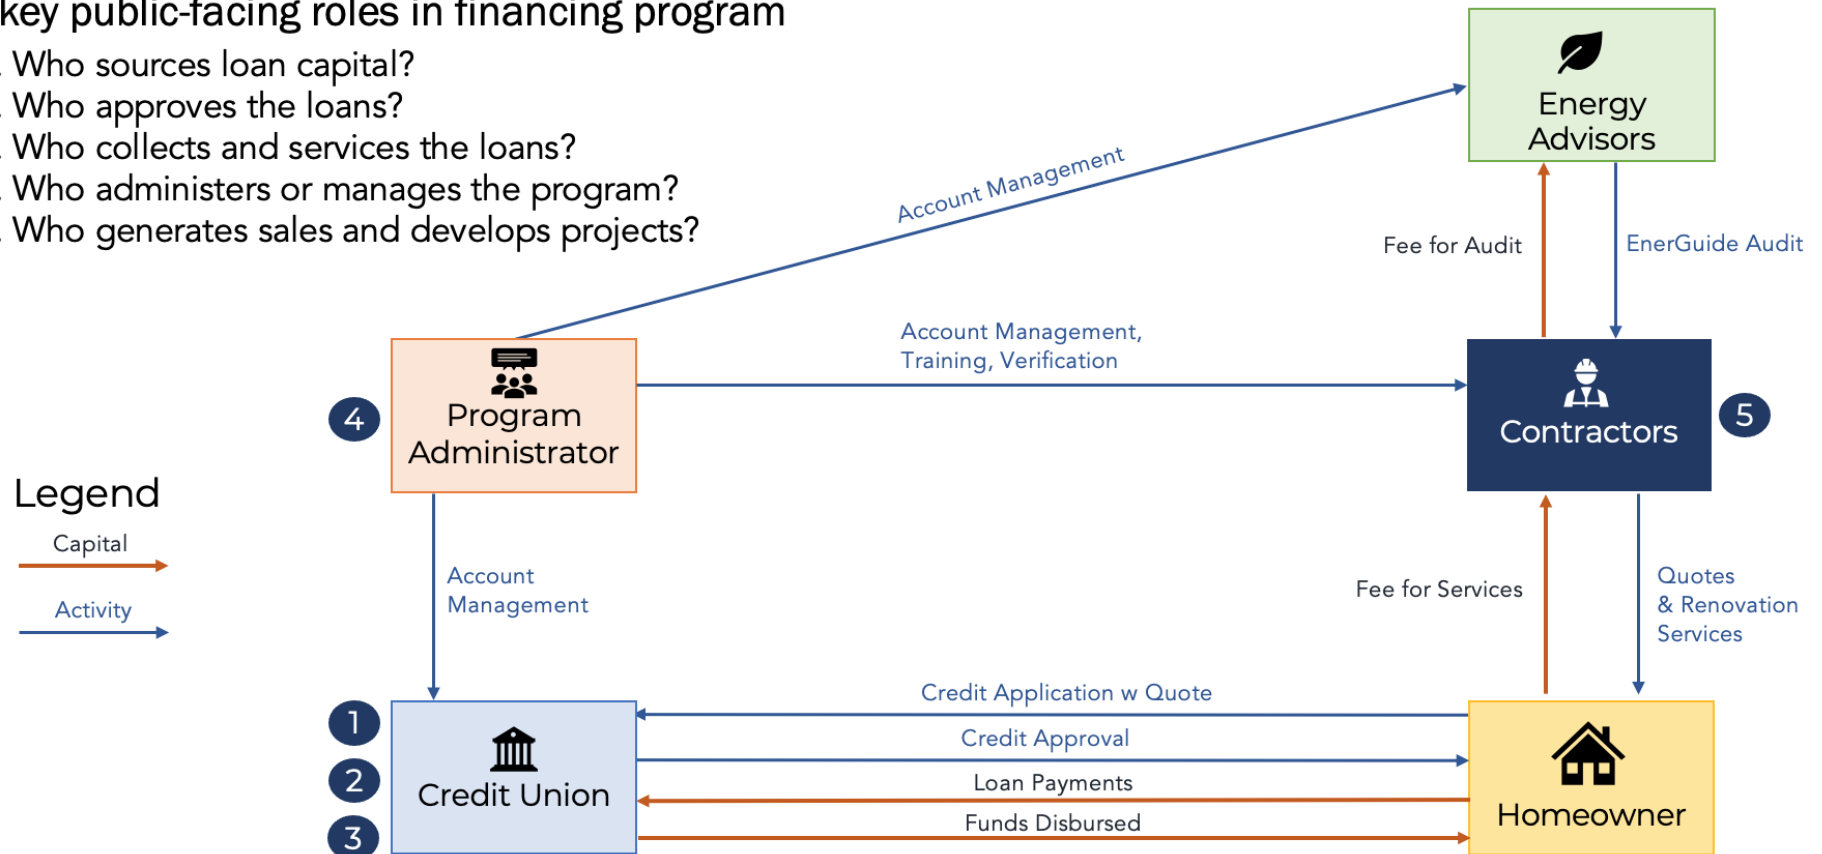 key public-facing roles in financing program
. Who sources loan capital?
. Who approves the loans?
. Who collects and services the loans?
. Who administers or manages the program?
. Who generates sales and develops projects?
Energy
Advisors
Account Management
Fee for Audit
EnerGuide Audit
Account Management,
Training, Verification
4
Program
Administrator
Contractors
5
Legend
Capital
Activity
Account
Management
Fee for Services
Quotes
& Renovation
Services
1
2
3
Credit Union
Credit Application w Quote
Credit Approval
Loan Payments
Funds Disbursed
Homeowner